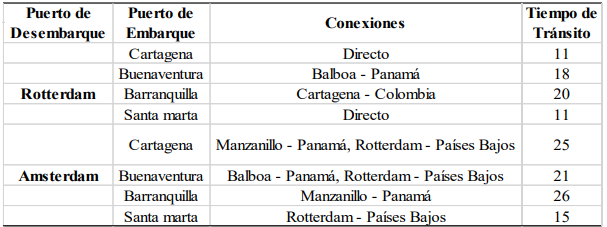 Puerto de Desembarque Puerto de Embarque Conexiones Tiempo de Tránsito
Cartagena Directo 11
Buenaventura Balboa - Panamá 18
Rotterdam Barranquilla Cartagena - Colombia 20
Santa marta Directo 11
Cartagena Manzanillo - Panamá, Rotterdam - Países Bajos 25
Amsterdam Buenaventura Balboa - Panamá, Rotterdam - Países Bajos 21
Barranquilla Manzanillo - Panamá 26
Santa marta Rotterdam - Países Bajos 15